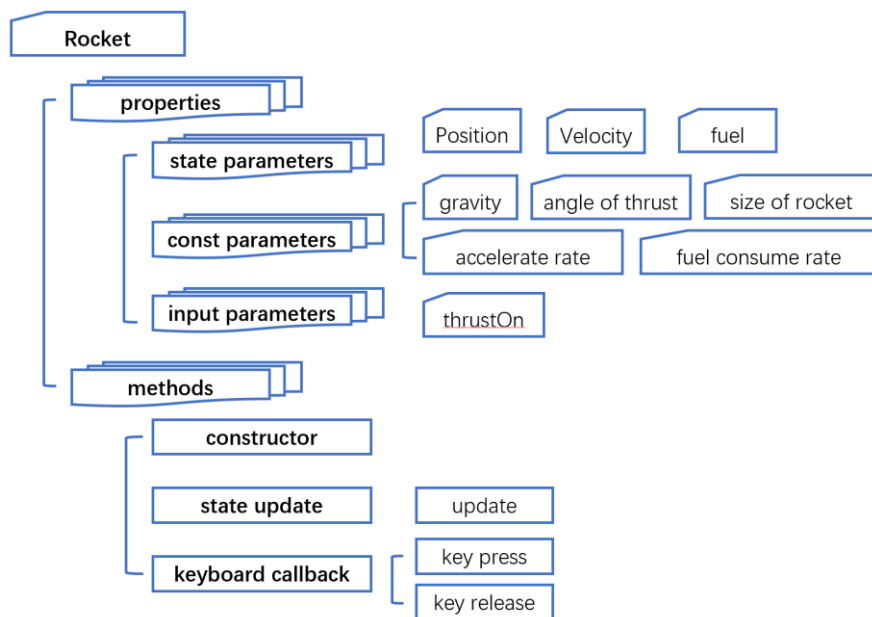 Rocket
properties
state parameters
Position
Velocity
fuel
const parameters
gravity
angle of thrust
size of rocket
accelerate rate
fuel consume rate
input parameters
thrustOn
methods
constructor
state update
update
keyboard callback
key press
key release